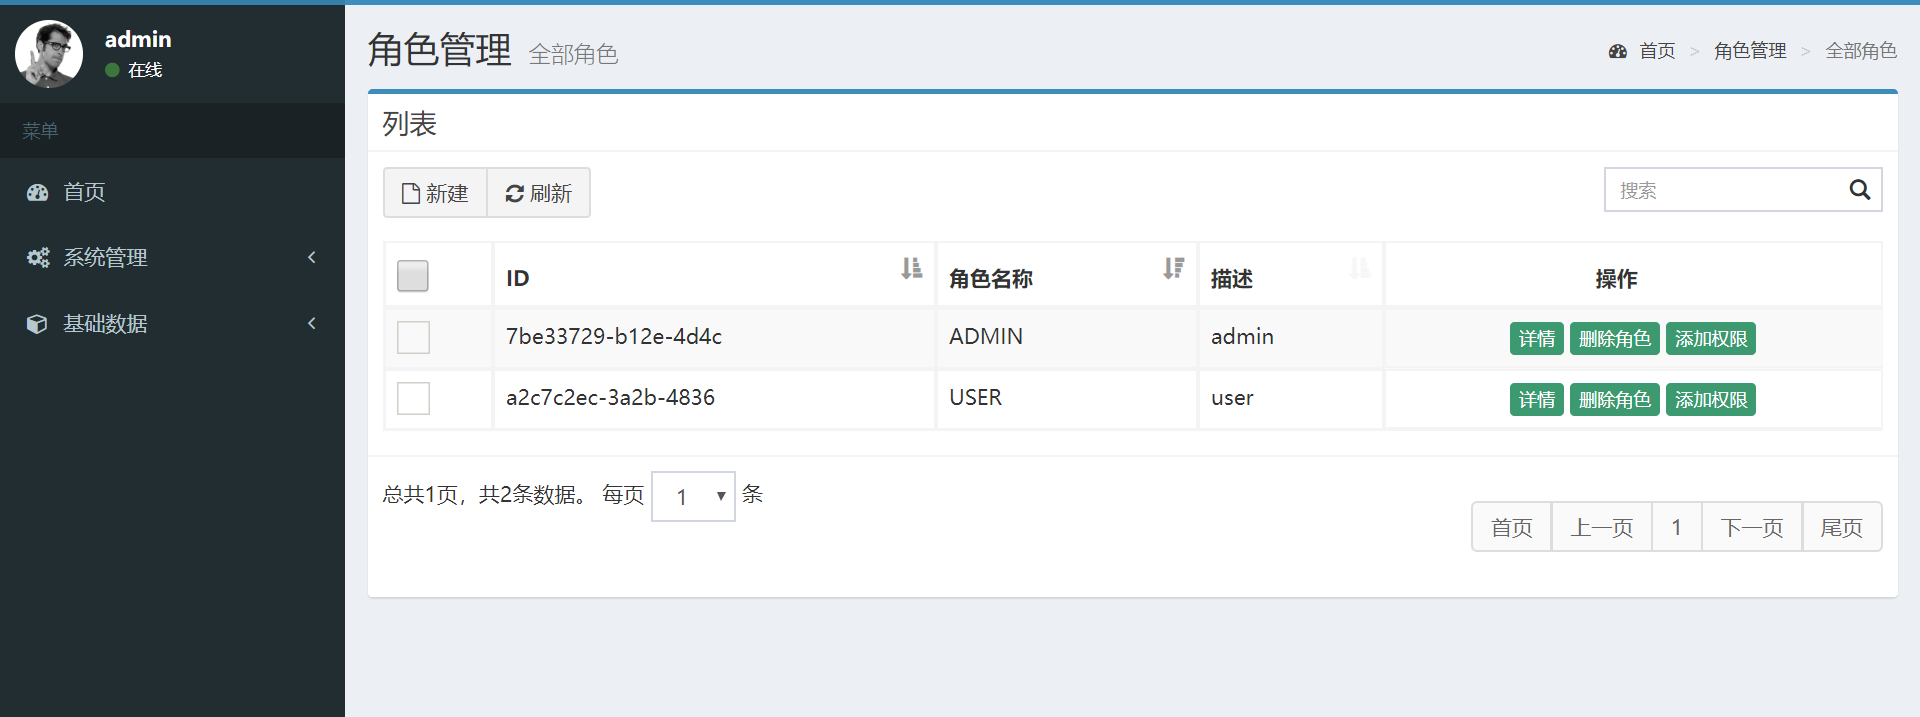 admin
在线
菜单
首页
系统管理
基础数据
角色管理 全部角色
首页 > 角色管理 > 全部角色
列表
新建 刷新
搜索
ID 角色名称 描述 操作
7be33729-b12e-4d4c ADMIN admin 详情 删除角色 添加权限
a2c7c2ec-3a2b-4836 USER user 详情 删除角色 添加权限
总共1页，共2条数据。 每页 1 条
首页 上一页 1 下一页 尾页